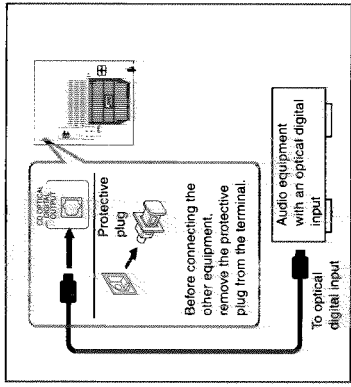 CD OPTICAL
DIGITAL
OUTPUT
Protective
plug
Before connecting the
other equipment,
remove the protective
plug from the terminal.
Audio equipment
with an optical digital
input
To optical
digital input